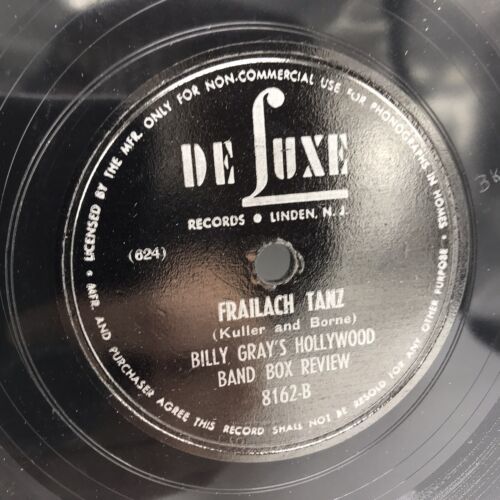 LICENSED BY THE MFR. ONLY FOR NON-COMMERCIAL USE FOR PHONOGRAPHS IN HOMES
DE LUXE
RECORDS • LINDEN, N. J.
(624)
FRAILACH TANZ
(Kuller and Borne)
BILLY GRAY'S HOLLYWOOD
BAND BOX REVIEW
8162-B
MFR. AND PURCHASER AGREE THIS RECORD SHALL NOT BE RESOLD FOR ANY OTHER PURPOSE •